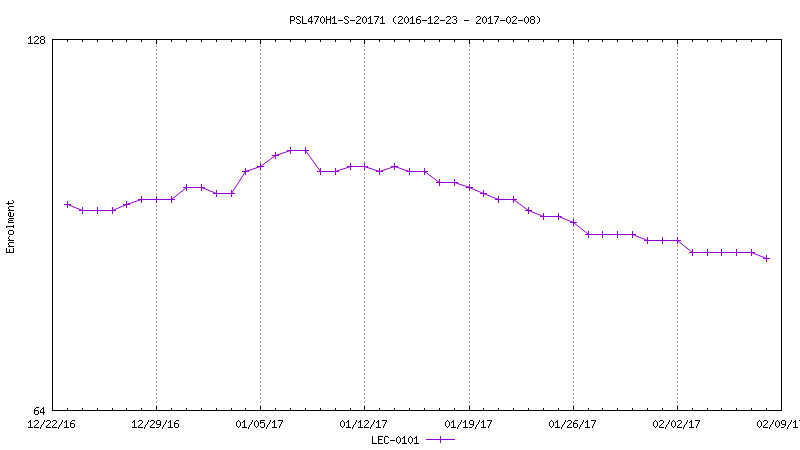 PSL470H1-S-20171 (2016-12-23 - 2017-02-08)
128
Enrolment
64
12/22/16 12/29/16 01/05/17 01/12/17 01/19/17 01/26/17 02/02/17 02/09/1
LEC-0101